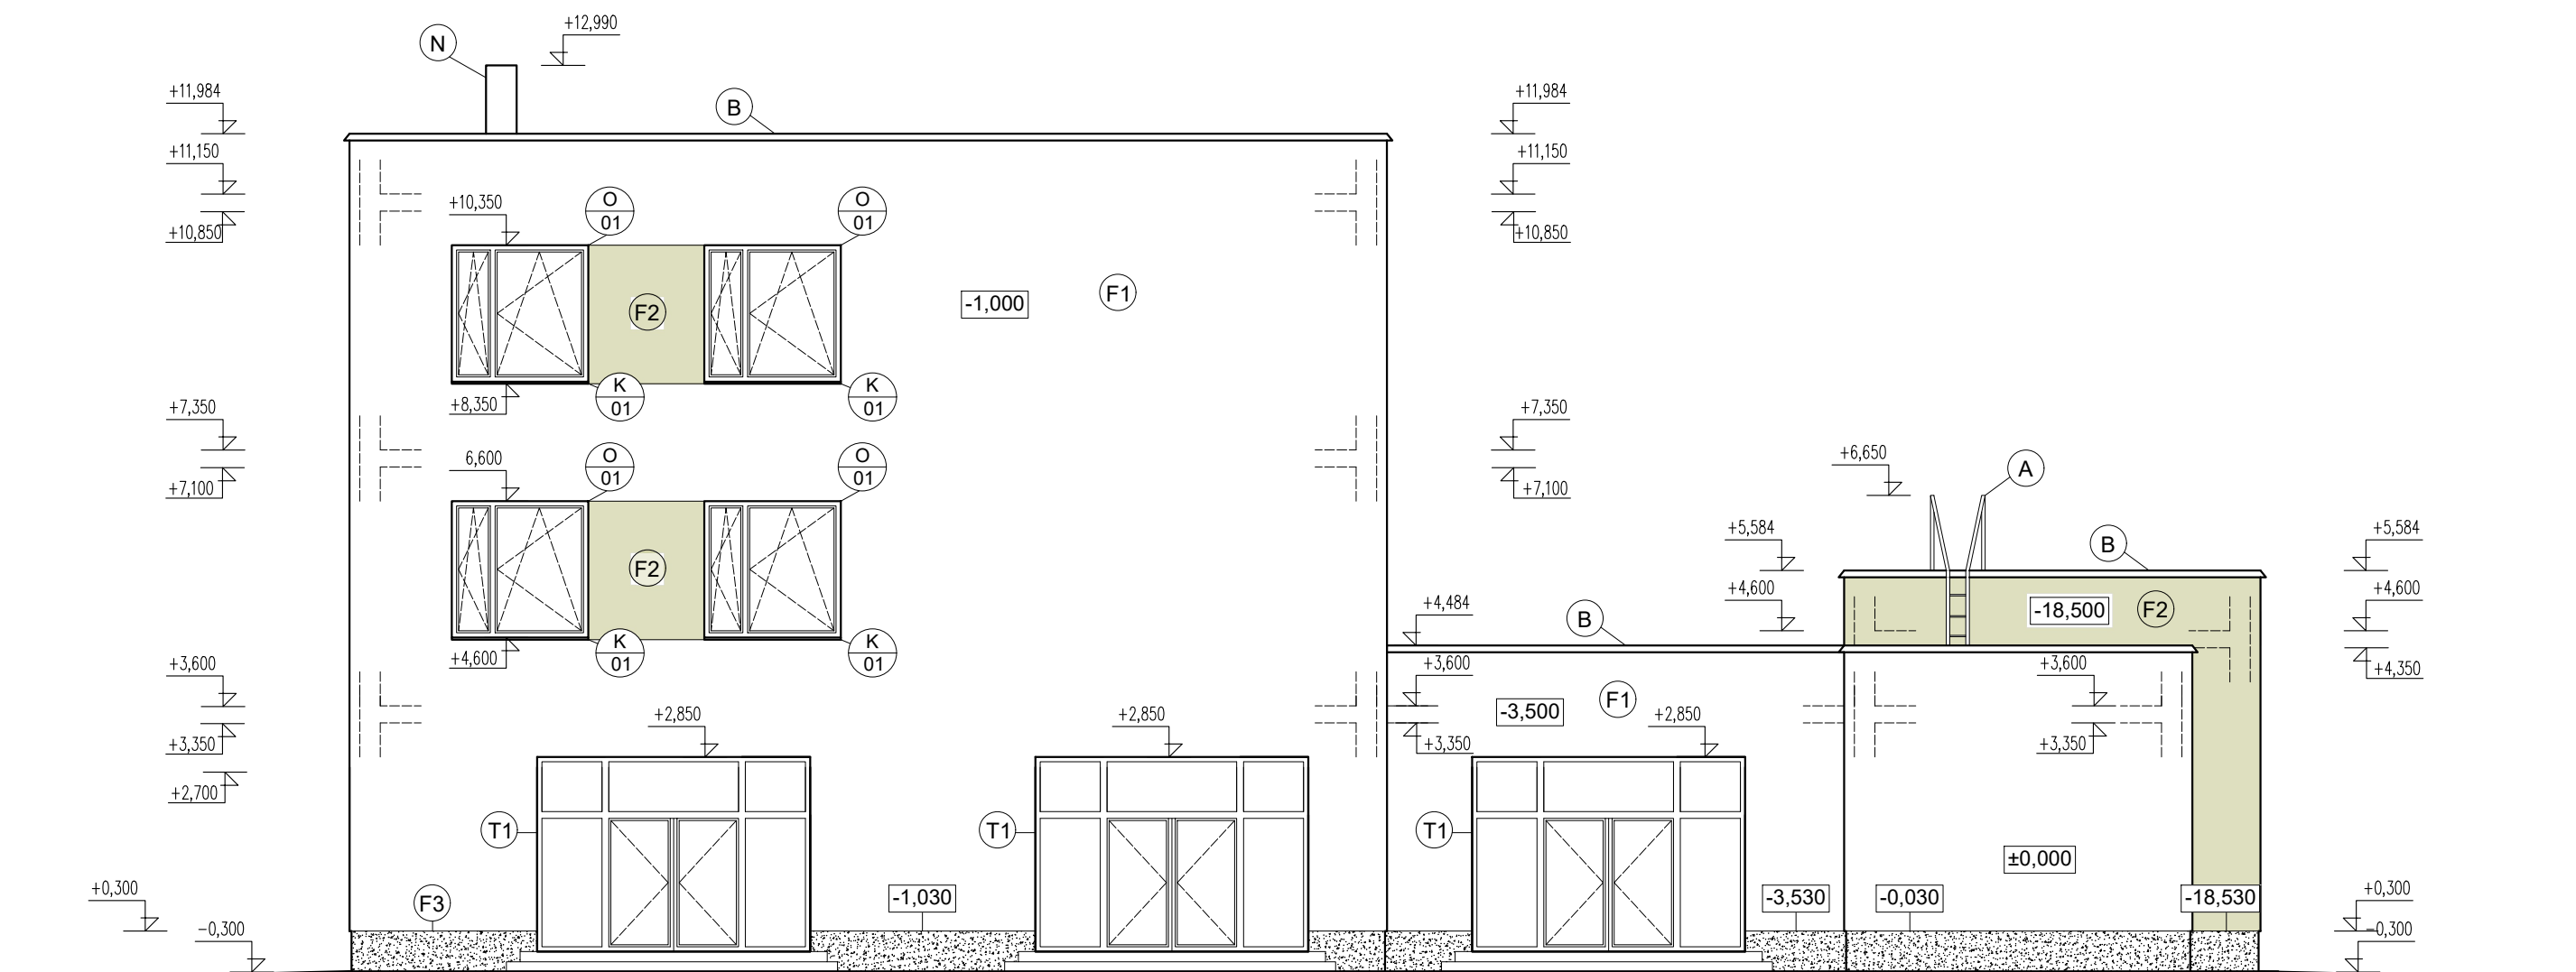 +12,990
N
+11,984
B
+11,984
+11,150
+11,150
+10,350
O
01
O
01
+10,850
+10,850
F2
-1,000
F1
+8,350
K
01
K
01
+7,350
+7,350
6,600
O
01
O
01
+6,650
A
+7,100
+7,100
+5,584
B
+5,584
F2
+4,600
-18,500
F2
+4,600
+4,484
B
+4,600
K
01
K
01
+3,600
+3,600
+3,600
+4,350
+2,850
+2,850
-3,500
F1
+2,850
+3,350
+3,350
+3,350
+2,700
T1
T1
T1
±0,000
+0,300
F3
-1,030
-3,530
-0,030
-18,530
+0,300
-0,300
-0,300